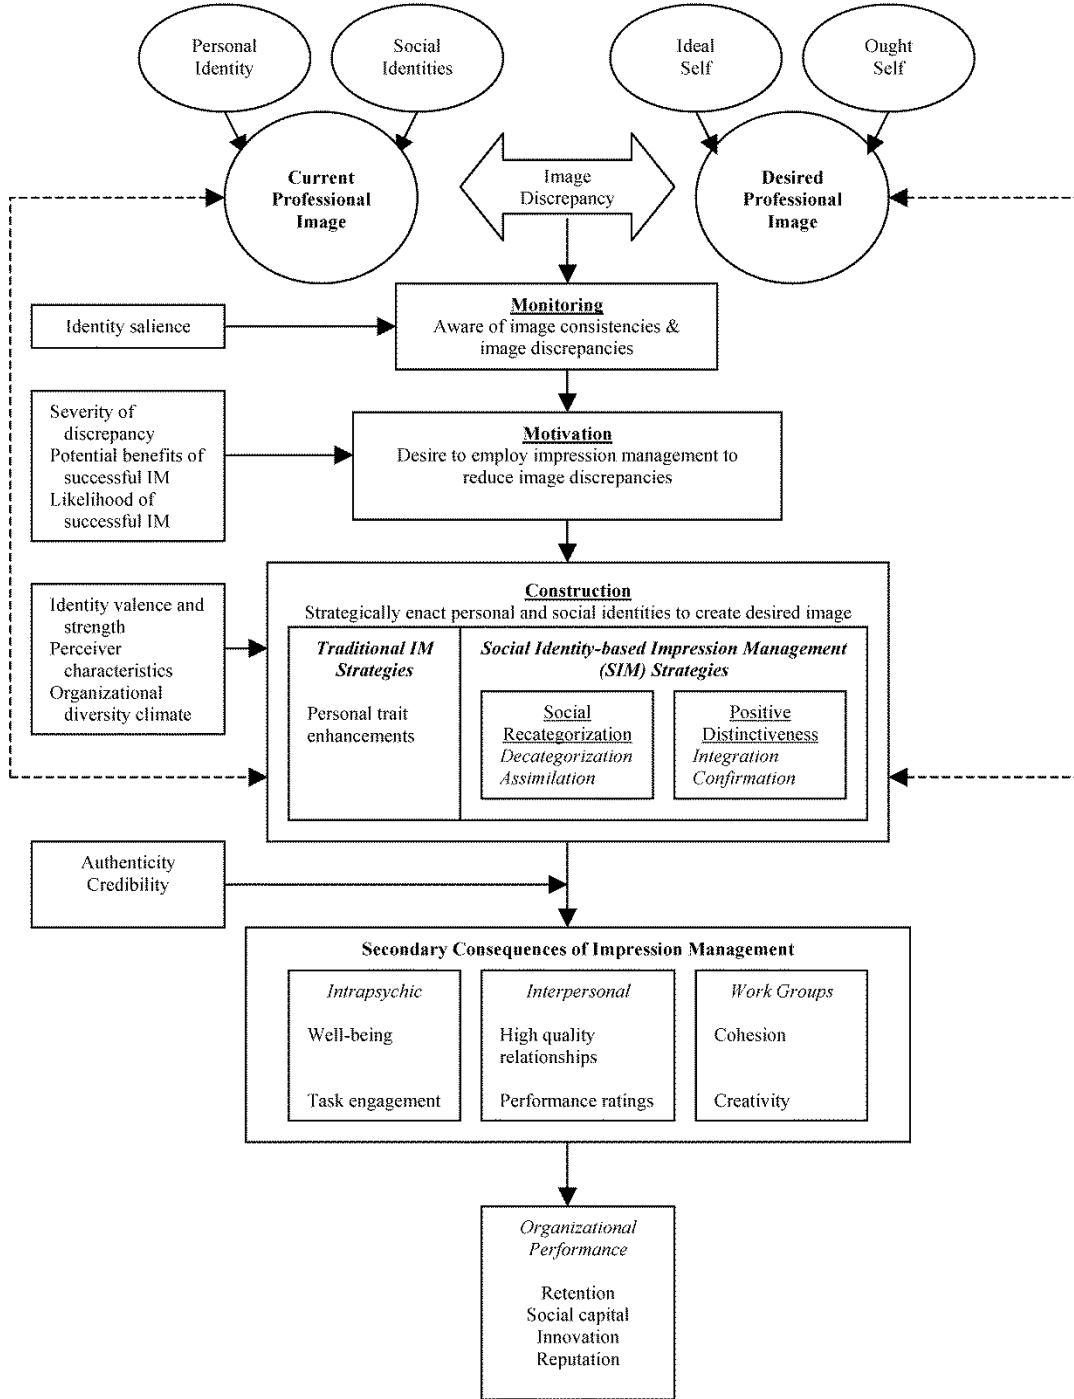 Personal
Identity
Social
Identities
Ideal
Self
Ought
Self
Current
Professional
Image
Image
Discrepancy
Desired
Professional
Image
Identity salience
Monitoring
Aware of image consistencies &
image discrepancies
Severity of
discrepancy
Potential benefits of
successful IM
Likelihood of
successful IM
Motivation
Desire to employ impression management to
reduce image discrepancies
Identity valence and
strength
Perceiver
characteristics
Organizational
diversity climate
Construction
Strategically enact personal and social identities to create desired image
Traditional IM
Strategies
Personal trait
enhancements
Social Identity-based Impression Management
(SIM) Strategies
Social
Recategorization
Decategorization
Assimilation
Positive
Distinctiveness
Integration
Confirmation
Authenticity
Credibility
Secondary Consequences of Impression Management
Intrapsychic
Well-being
Task engagement
Interpersonal
High quality
relationships
Performance ratings
Work Groups
Cohesion
Creativity
Organizational
Performance
Retention
Social capital
Innovation
Reputation